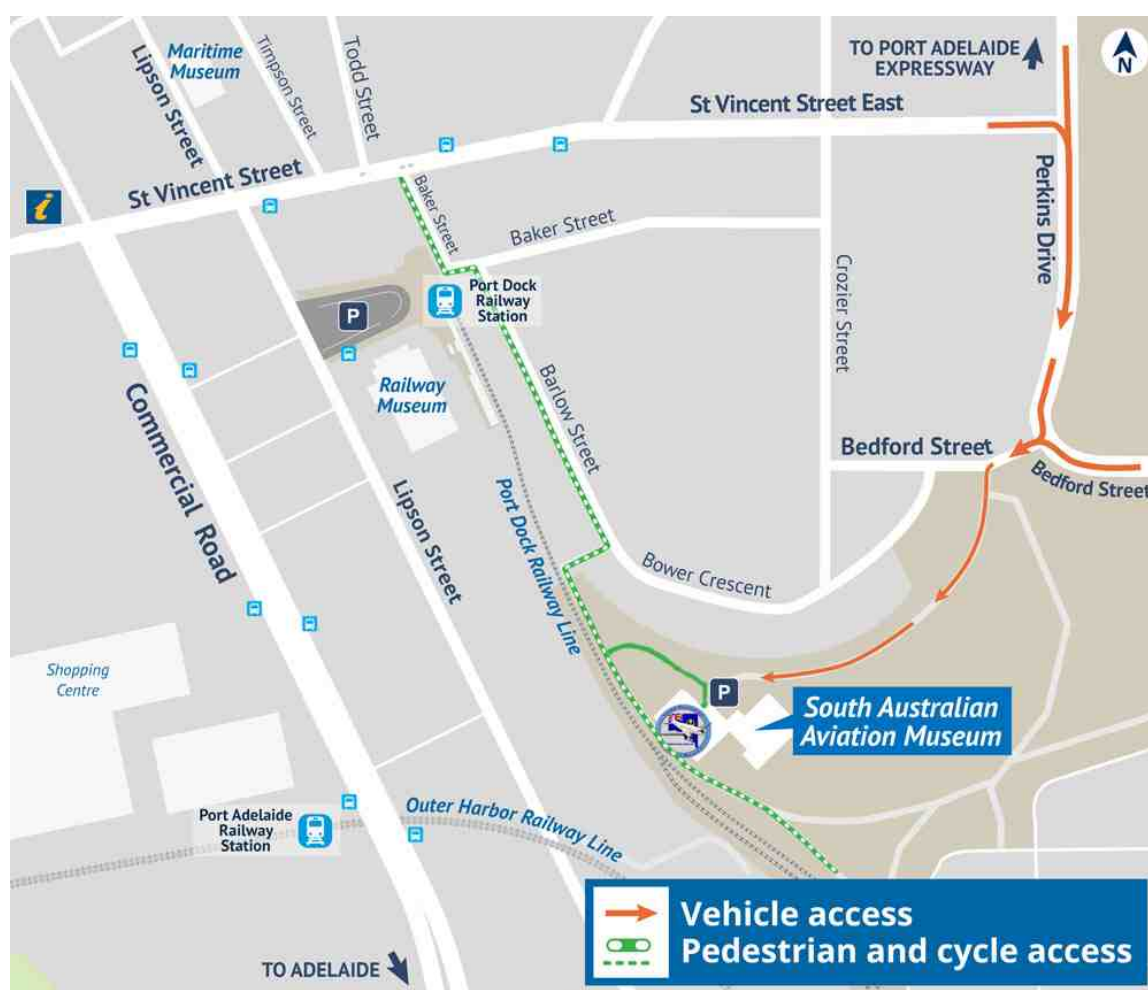 Maritime
Museum
Lipson Street
Timpson Street
Todd Street
TO PORT ADELAIDE
EXPRESSWAY
N
St Vincent Street East
St Vincent Street
i
Perkins Drive
Baker Street
Baker Street
Crozier Street
Port Dock
Railway
Station
P
Railway
Museum
Barlow Street
Commercial Road
Bedford Street
Bedford Street
Lipson Street
Port Dock Railway Line
Bower Crescent
Shopping
Centre
P
South Australian
Aviation Museum
Port Adelaide
Railway
Station
Outer Harbor Railway Line
TO ADELAIDE
Vehicle access
Pedestrian and cycle access